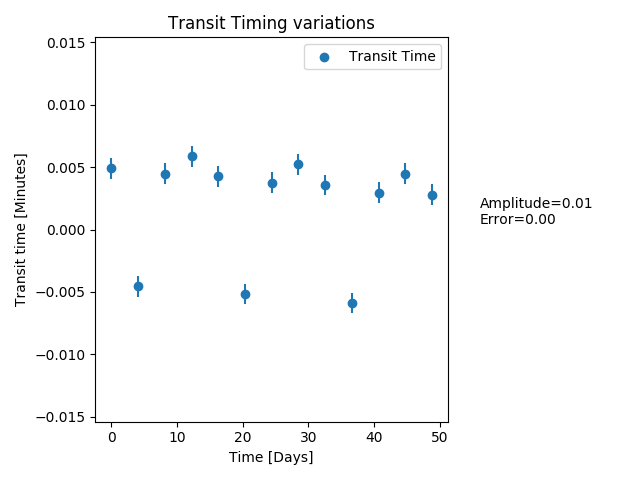 Transit Timing variations
0.015
0.010
0.005
0.000
−0.005
−0.010
−0.015
Transit time [Minutes]
Transit Time
Amplitude=0.01
Error=0.00
0 10 20 30 40 50
Time [Days]